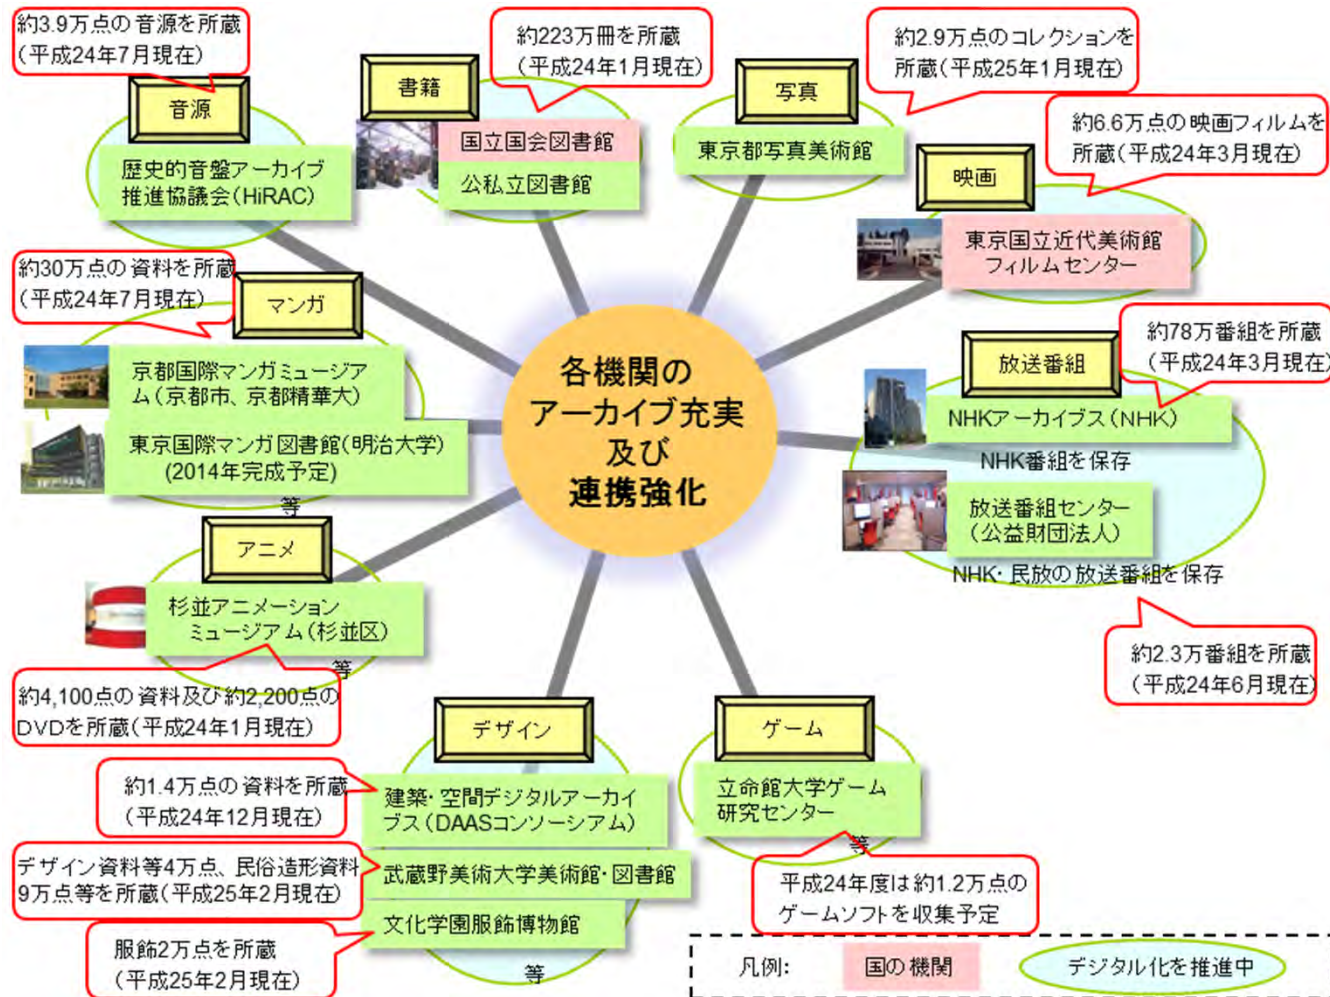 約3.9万点の音源を所蔵
(平成24年7月現在)
音源
歴史的音盤アーカイブ
推進協議会(HiRAC)
約223万冊を所蔵
(平成24年1月現在)
書籍
国立国会図書館
公私立図書館
約2.9万点のコレクションを
所蔵(平成25年1月現在)
写真
東京都写真美術館
約6.6万点の映画フィルムを
所蔵(平成24年3月現在)
映画
東京国立近代美術館
フィルムセンター
約30万点の資料を所蔵
(平成24年7月現在)
マンガ
京都国際マンガミュージア
ム(京都市、京都精華大)
東京国際マンガ図書館(明治大学)
(2014年完成予定)
等
各機関の
アーカイブ充実
及び
連携強化
約78万番組を所蔵
(平成24年3月現在)
放送番組
NHKアーカイブス(NHK)
NHK番組を保存
放送番組センター
(公益財団法人)
NHK・民放の放送番組を保存
約2.3万番組を所蔵
(平成24年6月現在)
アニメ
杉並アニメーション
ミュージアム(杉並区)
等
約4,100点の資料及び約2,200点の
DVDを所蔵(平成24年1月現在)
デザイン
約1.4万点の資料を所蔵
(平成24年12月現在)
建築・空間デジタルアーカイ
ブス(DAASコンソーシアム)
デザイン資料等4万点、民俗造形資料
9万点等を所蔵(平成25年2月現在)
武蔵野美術大学美術館・図書館
文化学園服飾博物館
服飾2万点を所蔵
(平成25年2月現在)
等
ゲーム
立命館大学ゲーム
研究センター
等
平成24年度は約1.2万点の
ゲームソフトを収集予定
凡例:
国の機関
デジタル化を推進中